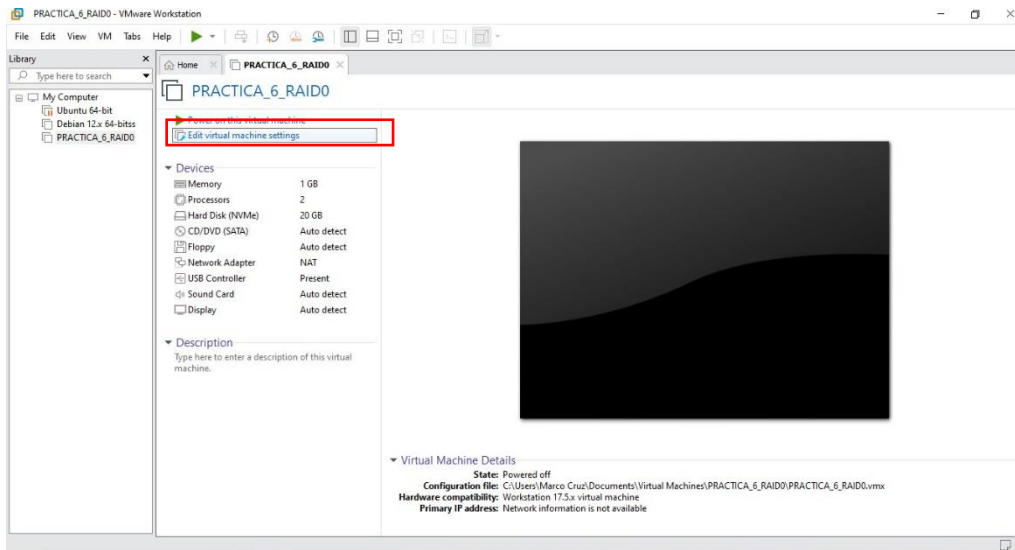 PRACTICA_6_RAID0 - VMware Workstation
File Edit View VM Tabs Help
Library
Type here to search
My Computer
Ubuntu 64-bit
Debian 12.x 64-bitss
PRACTICA_6_RAID0
Home
PRACTICA_6_RAID0
PRACTICA_6_RAID0
Power on this virtual machine
Edit virtual machine settings
Devices
Memory 1 GB
Processors 2
Hard Disk (NVMe) 20 GB
CD/DVD (SATA) Auto detect
Floppy Auto detect
Network Adapter NAT
USB Controller Present
Sound Card Auto detect
Display Auto detect
Description
Type here to enter a description of this virtual
machine.
Virtual Machine Details
State: Powered off
Configuration file: C:\Users\Marco Cruz\Documents\Virtual Machines\PRACTICA_6_RAID0\PRACTICA_6_RAID0.vmx
Hardware compatibility: Workstation 17.5.x virtual machine
Primary IP address: Network information is not available